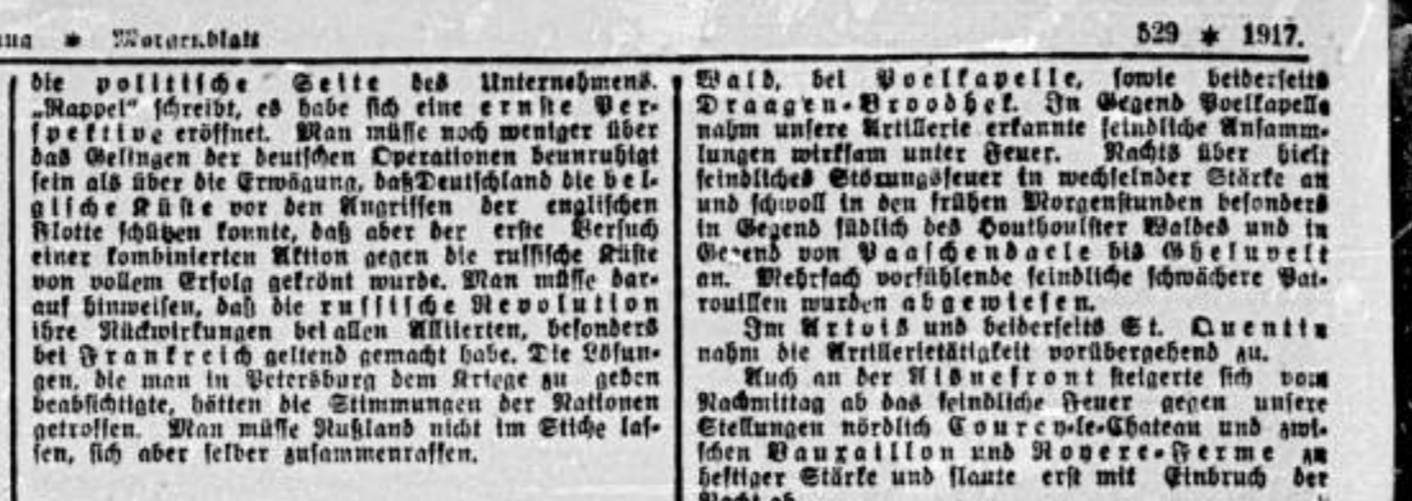 Morgenblatt
529 * 1917.
die politische Seite des Unternehmens.
„Rappel“ schreibt, es habe sich eine ernste Per-
spektive eröffnet. Man müsse noch weniger über
das Gelingen der deutschen Operationen beunruhigt
sein als über die Erwägung, daß Deutschland die bel-
gische Küste vor den Angriffen der englischen
Flotte schützen konnte, daß aber der erste Versuch
einer kombinierten Aktion gegen die russische Küste
von vollem Erfolg gekrönt wurde. Man müsse dar-
auf hinweisen, daß die russische Revolution
ihre Rückwirkungen bei allen Alliierten, besonders
bei Frankreich geltend gemacht habe. Die Lösun-
gen, die man in Petersburg dem Kriege zu geben
beabsichtigte, hätten die Stimmungen der Nationen
getroffen. Man müsse Rußland nicht im Stiche las-
sen, sich aber selber zusammenraffen.
Wald, bei Poelkapelle, sowie beiderseits
Draagen-Broodhek. In Gegend Poelkapelle
nahm unsere Artillerie erkannte feindliche Ansamm-
lungen wirksam unter Feuer. Nachts über hielt
feindliches Störungsfeuer in wechselnder Stärke an
und schwoll in den frühen Morgenstunden besonders
in Gegend südlich des Houthoulster Waldes und in
Gegend von Paaschendaele bis Gheluvelt
an. Mehrfach vorfühlende feindliche schwächere Pat-
rouillen wurden abgewiesen.
Im Artois und beiderseits St. Quentin
nahm die Artillerietätigkeit vorübergehend zu.
Auch an der Aisnefront steigerte sich vom
Nachmittag ab das feindliche Feuer gegen unsere
Stellungen nördlich Courcy-le-Chateau und zwi-
schen Vauxaillon und Royere-Ferme zu
heftiger Stärke und flaute erst mit Einbruch der